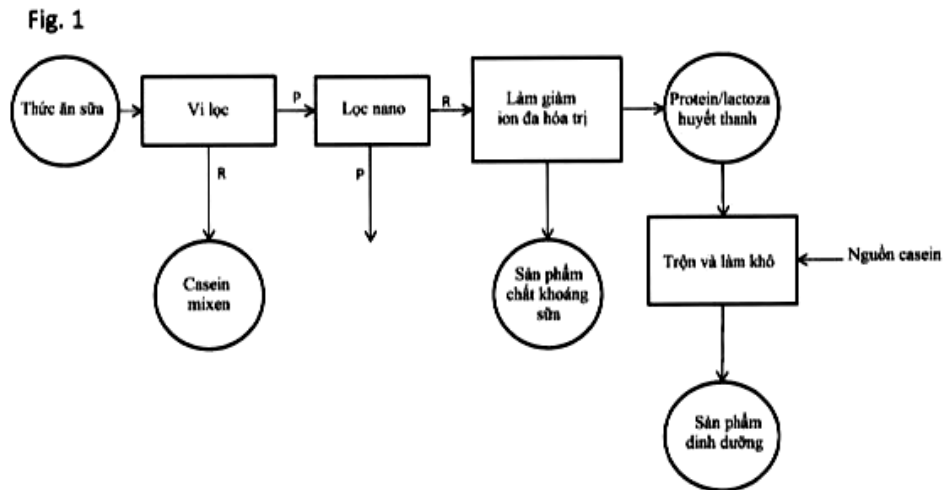 Fig. 1
Thức ăn sữa
Vi lọc
P
Lọc nano
R
Làm giảm
ion đa hóa trị
Protein/lactoza
huyết thanh
R
P
Casein
mixen
Sản phẩm
chất khoáng
sữa
Trộn và làm khô
Nguồn casein
Sản phẩm
dinh dưỡng